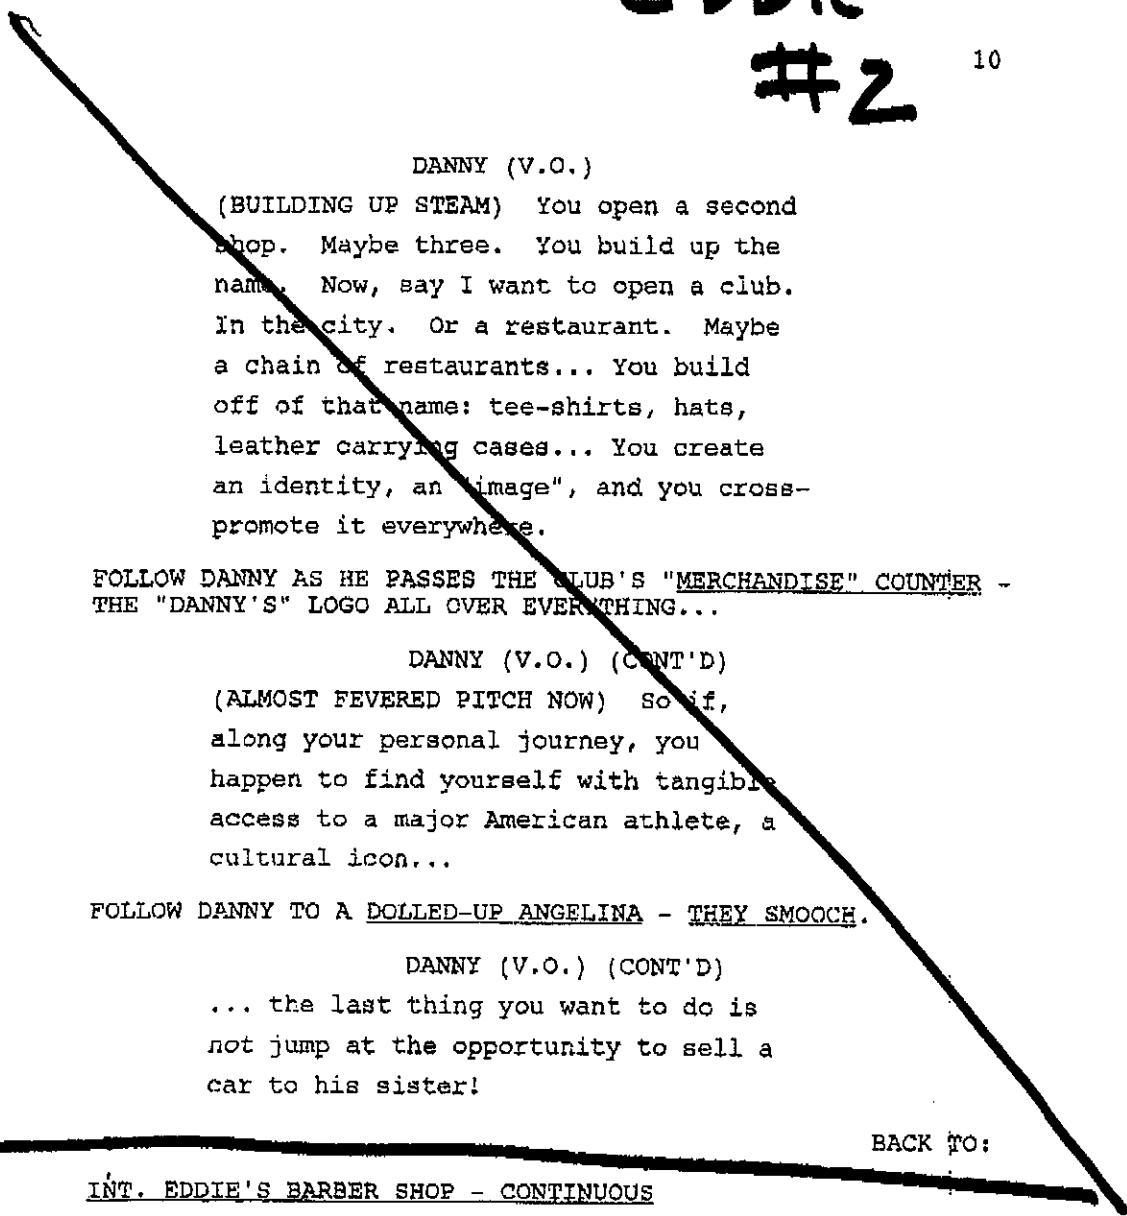 EDDIE
#2
10
DANNY (V.O.)
(BUILDING UP STEAM) You open a second
shop. Maybe three. You build up the
name. Now, say I want to open a club.
In the city. Or a restaurant. Maybe
a chain of restaurants... You build
off of that name: tee-shirts, hats,
leather carrying cases... You create
an identity, an "image", and you cross-
promote it everywhere.
FOLLOW DANNY AS HE PASSES THE CLUB'S "MERCHANDISE" COUNTER -
THE "DANNY'S" LOGO ALL OVER EVERYTHING...
DANNY (V.O.) (CONT'D)
(ALMOST FEVERED PITCH NOW) So if,
along your personal journey, you
happen to find yourself with tangible
access to a major American athlete, a
cultural icon...
FOLLOW DANNY TO A DOLLED-UP ANGELINA - THEY SMOOCH.
DANNY (V.O.) (CONT'D)
... the last thing you want to do is
not jump at the opportunity to sell a
car to his sister!
BACK TO:
INT. EDDIE'S BARBER SHOP - CONTINUOUS